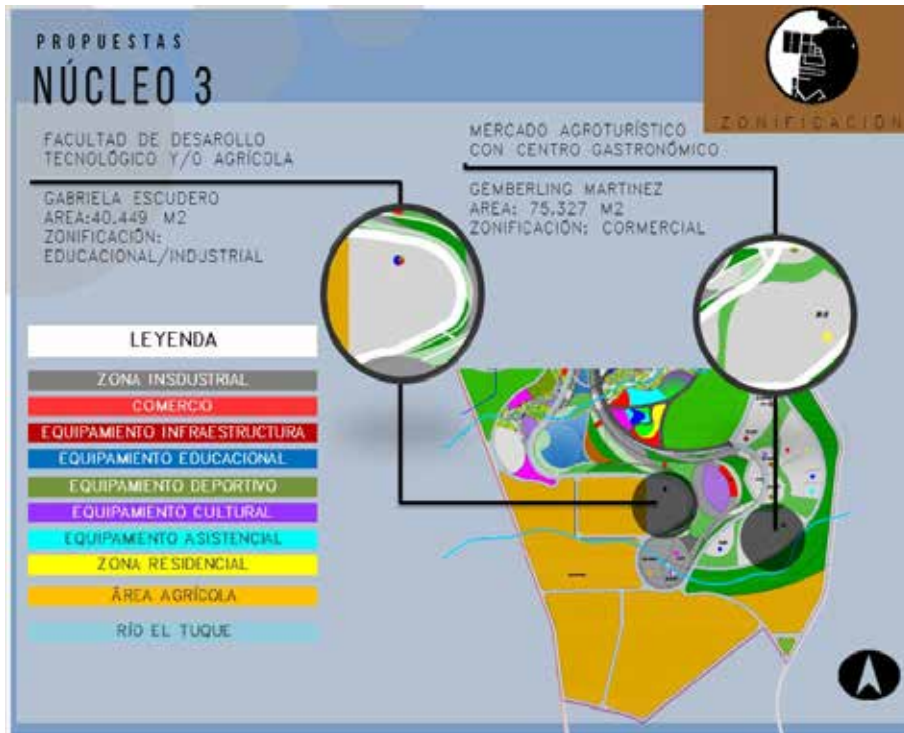 PROPUESTAS
NÚCLEO 3
ZONIFICACIÓN
FACULTAD DE DESAROLLO
TECNOLÓGICO Y/O AGRÍCOLA
GABRIELA ESCUDERO
AREA:40.449 M2
ZONIFICACIÓN:
EDUCACIONAL/INDUSTRIAL
MERCADO AGROTURÍSTICO
CON CENTRO GASTRONÓMICO
GEMBERLING MARTINEZ
AREA: 75.327 M2
ZONIFICACIÓN: CORMERCIAL
LEYENDA
ZONA INSDUSTRIAL
COMERCIO
EQUIPAMIENTO INFRAESTRUCTURA
EQUIPAMIENTO EDUCACIONAL
EQUIPAMIENTO DEPORTIVO
EQUIPAMIENTO CULTURAL
EQUIPAMIENTO ASISTENCIAL
ZONA RESIDENCIAL
ÁREA AGRÍCOLA
RÍO EL TUQUE